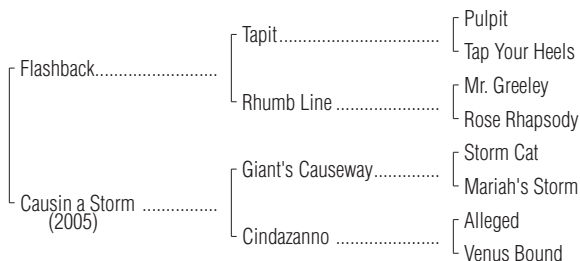 Pulpit
Tapit..................................
Tap Your Heels
Flashback..........................
Mr. Greeley
Rhumb Line ......................
Rose Rhapsody
Storm Cat
Giant's Causeway..............
Mariah's Storm
Causin a Storm ................
(2005)
Alleged
Cindazanno ......................
Venus Bound